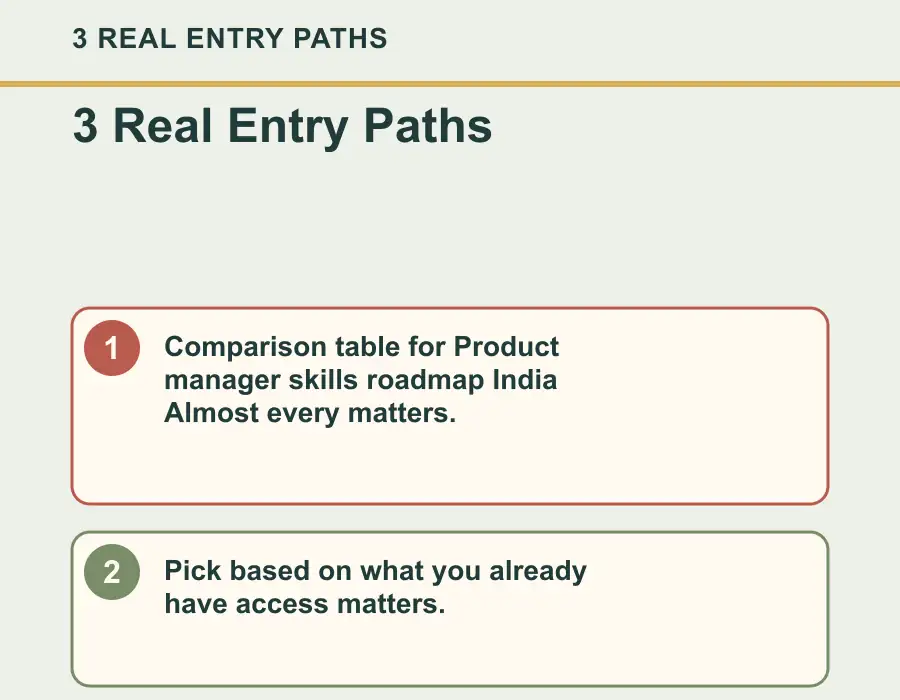 3 REAL ENTRY PATHS
3 Real Entry Paths
1
Comparison table for Product
manager skills roadmap India
Almost every matters.
2
Pick based on what you already
have access matters.